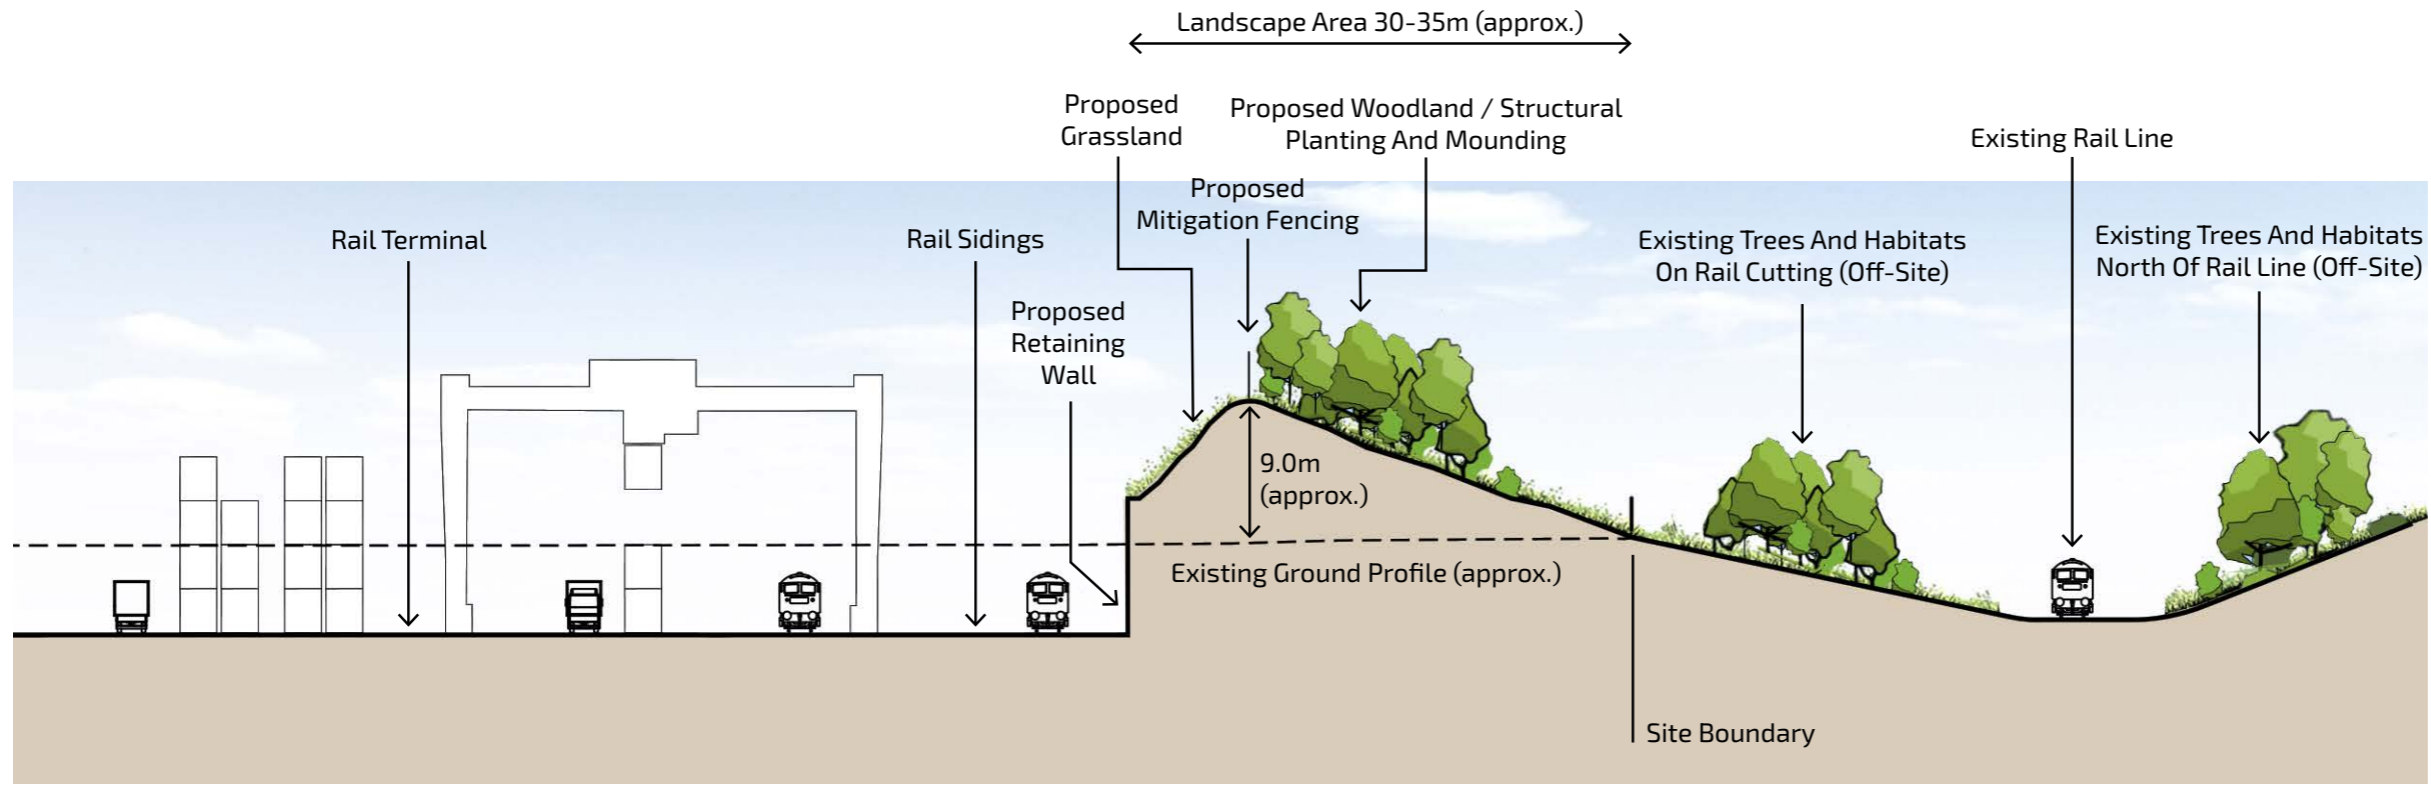 Landscape Area 30-35m (approx.)
Proposed
Grassland
Proposed Woodland / Structural
Planting And Mounding
Existing Rail Line
Proposed
Mitigation Fencing
Rail Terminal
Rail Sidings
Existing Trees And Habitats
On Rail Cutting (Off-Site)
Existing Trees And Habitats
North Of Rail Line (Off-Site)
Proposed
Retaining
Wall
9.0m
(approx.)
Existing Ground Profile (approx.)
Site Boundary